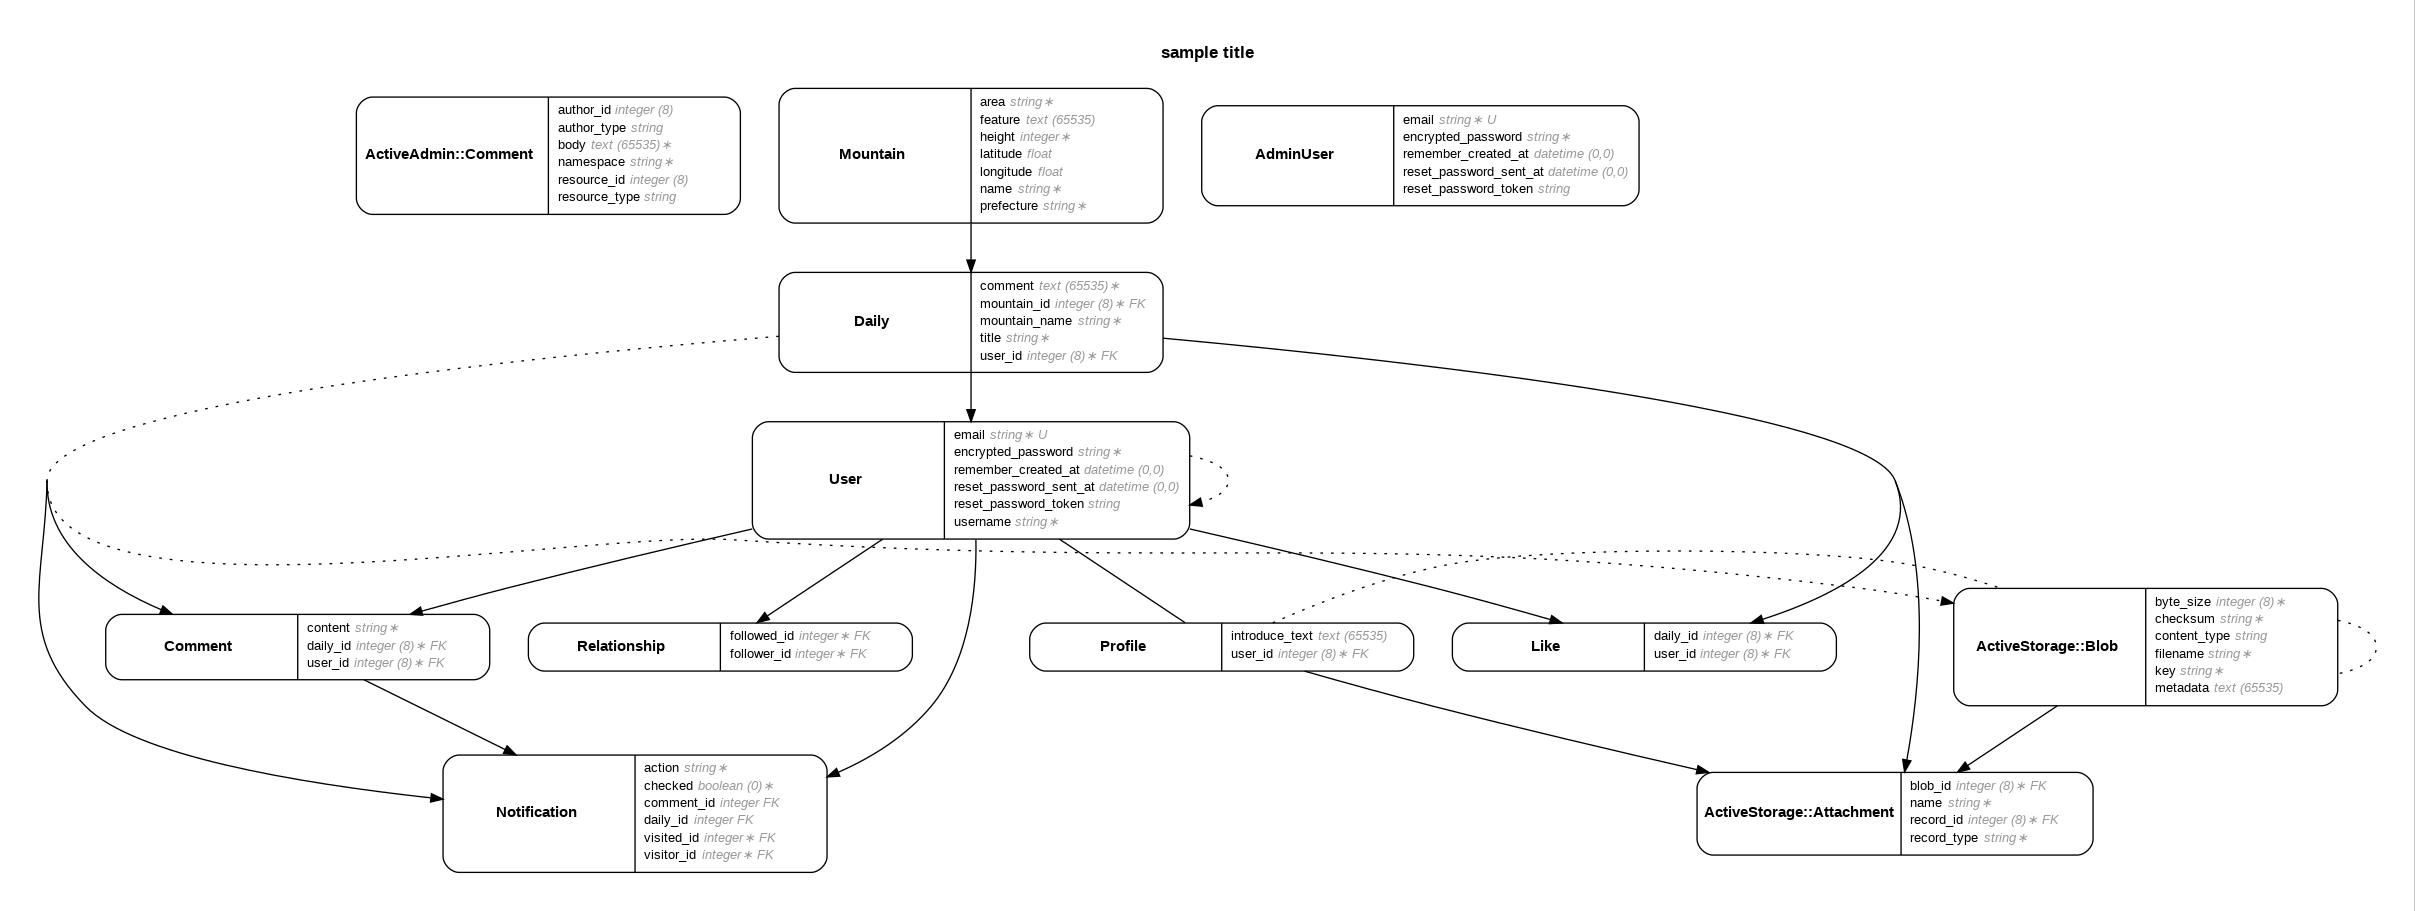 sample title
ActiveAdmin::Comment
author_id integer (8)
author_type string
body text (65535)∗
namespace string∗
resource_id integer (8)
resource_type string
Mountain
area string∗
feature text (65535)
height integer∗
latitude float
longitude float
name string∗
prefecture string∗
AdminUser
email string∗ U
encrypted_password string∗
remember_created_at datetime (0,0)
reset_password_sent_at datetime (0,0)
reset_password_token string
Daily
comment text (65535)∗
mountain_id integer (8)∗ FK
mountain_name string∗
title string∗
user_id integer (8)∗ FK
User
email string∗ U
encrypted_password string∗
remember_created_at datetime (0,0)
reset_password_sent_at datetime (0,0)
reset_password_token string
username string∗
Comment
content string∗
daily_id integer (8)∗ FK
user_id integer (8)∗ FK
Relationship
followed_id integer∗ FK
follower_id integer∗ FK
Profile
introduce_text text (65535)
user_id integer (8)∗ FK
Like
daily_id integer (8)∗ FK
user_id integer (8)∗ FK
ActiveStorage::Blob
byte_size integer (8)∗
checksum string∗
content_type string
filename string∗
key string∗
metadata text (65535)
Notification
action string∗
checked boolean (0)∗
comment_id integer FK
daily_id integer FK
visited_id integer∗ FK
visitor_id integer∗ FK
ActiveStorage::Attachment
blob_id integer (8)∗ FK
name string∗
record_id integer (8)∗ FK
record_type string∗